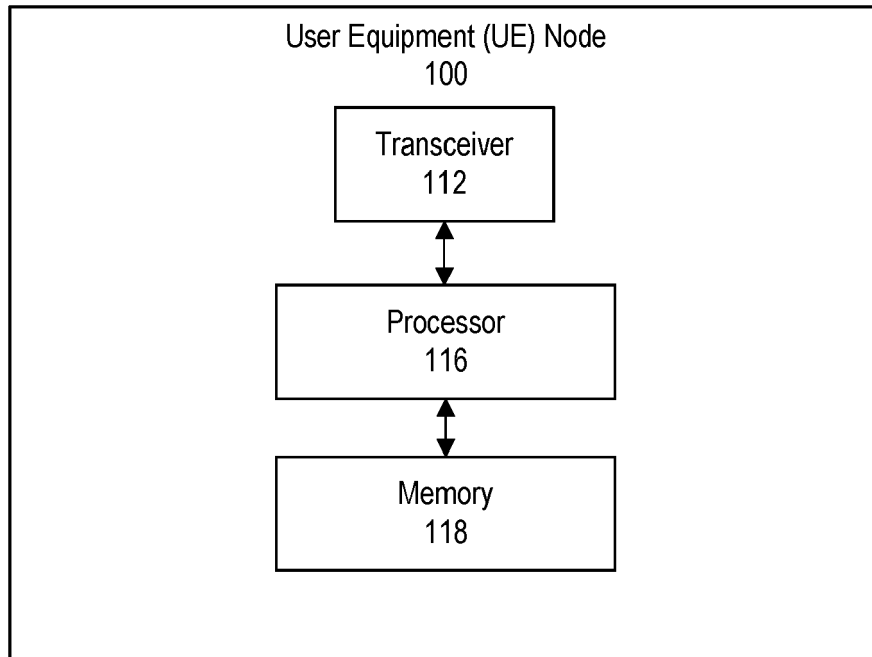 User Equipment (UE) Node
100
Transceiver
112
Processor
116
Memory
118